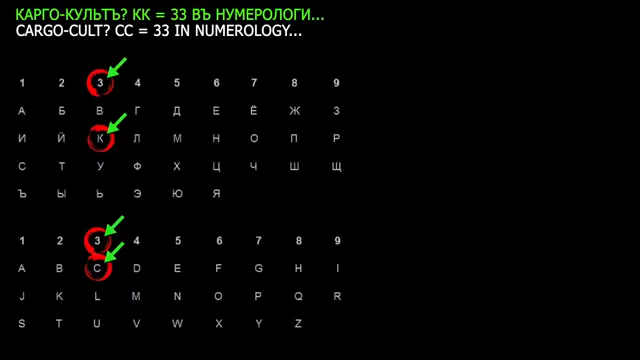 КАРГО-КУЛЬТЪ? КК = 33 ВЪ НУМЕРОЛОГИ...
CARGO-CULT? CC = 33 IN NUMEROLOGY...
1 2 3 4 5 6 7 8 9
А Б В Г Д Е Ё Ж З
И Й К Л М Н О П Р
С Т У Ф Х Ц Ч Ш Щ
Ъ Ы Ь Э Ю Я
1 2 3 4 5 6 7 8 9
A B C D E F G H I
J K L M N O P Q R
S T U V W X Y Z